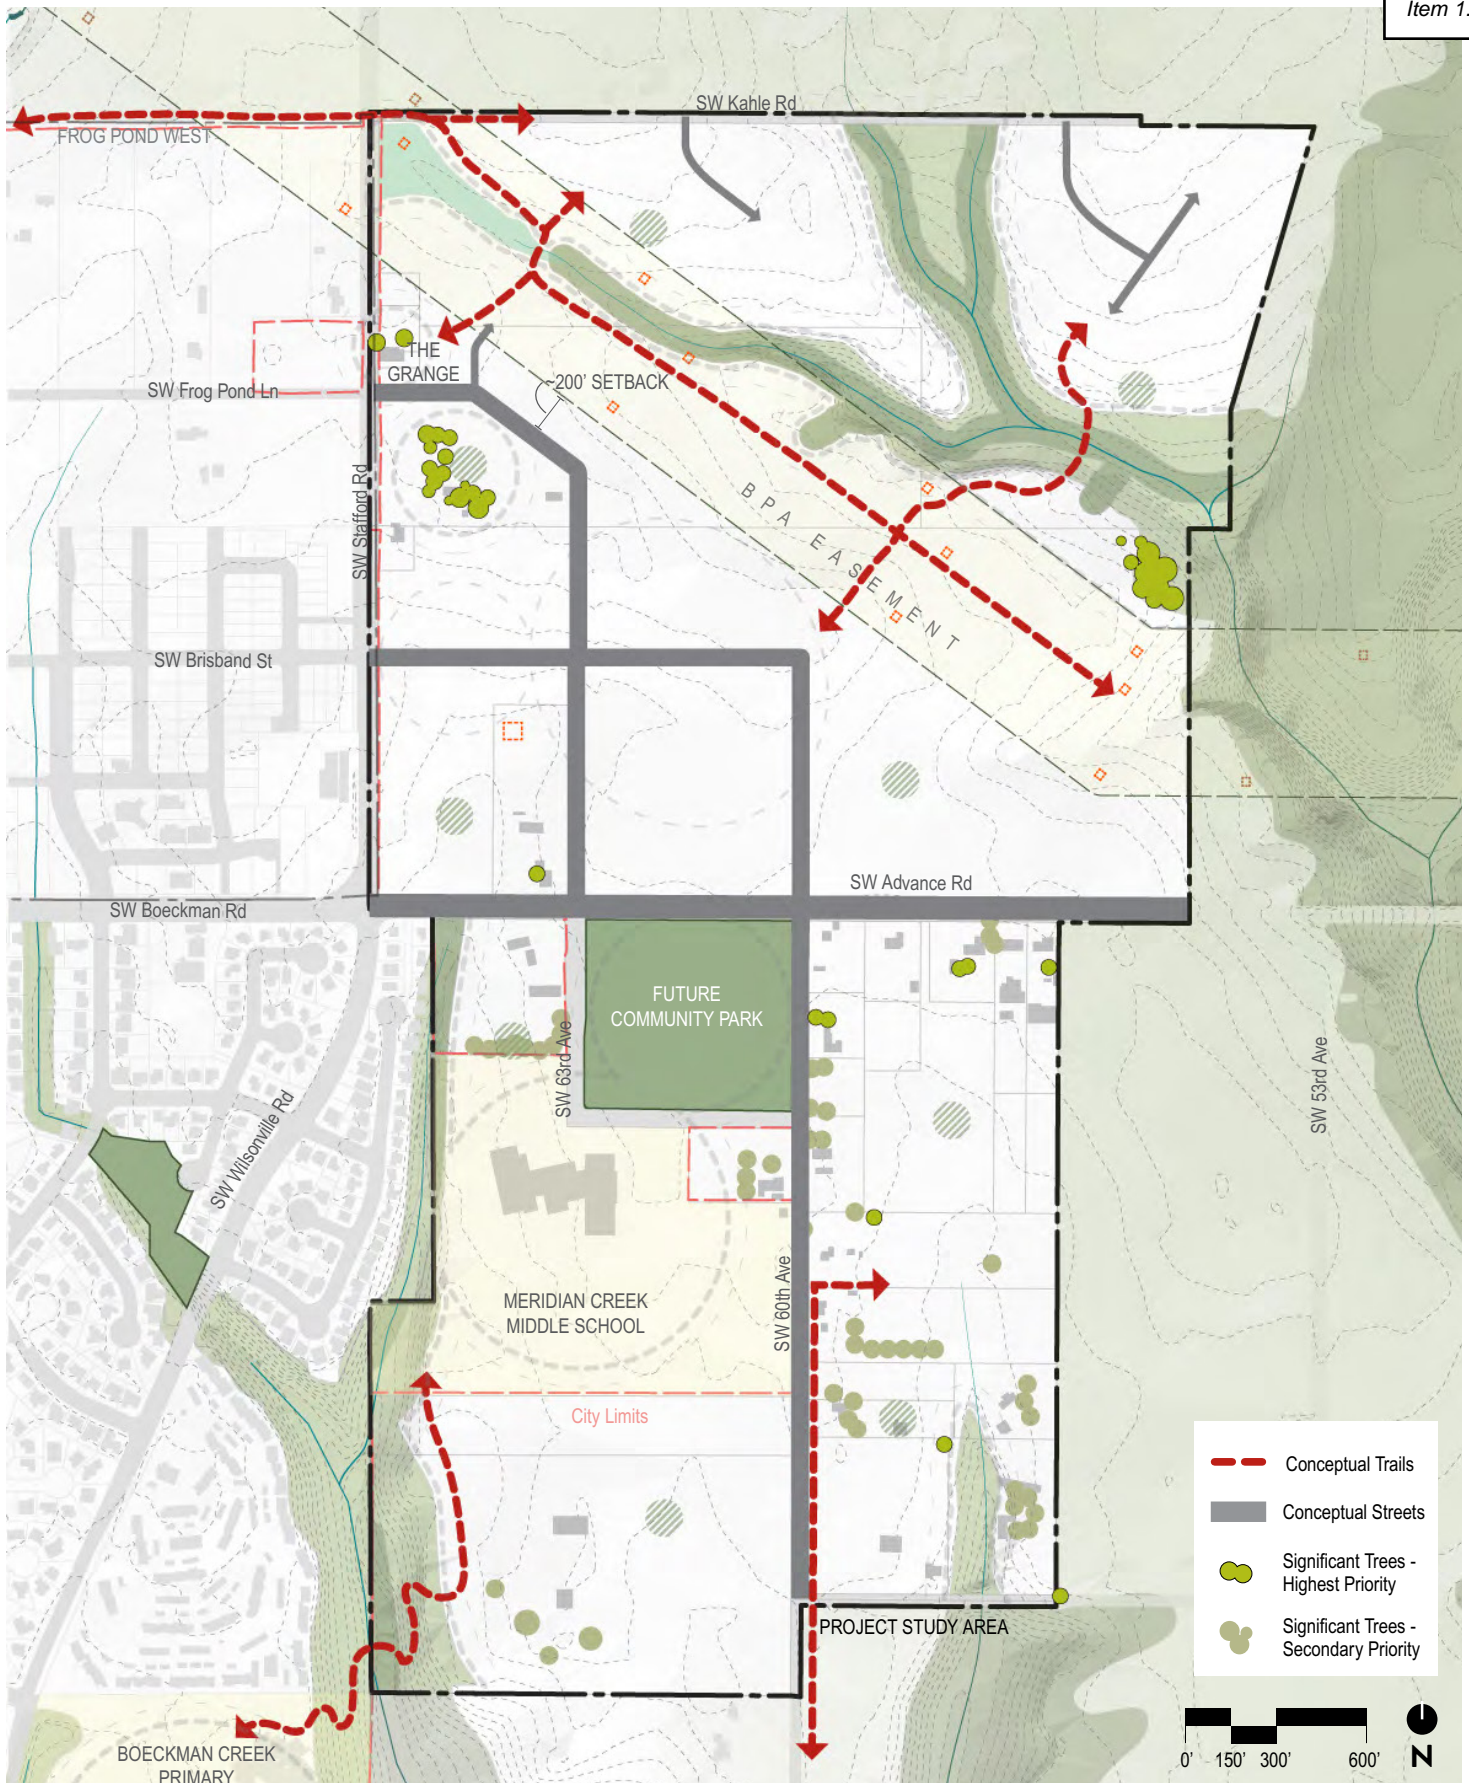 Item 1.
SW Kahle Rd
FROG POND WEST
THE
GRANGE
SW Frog Pond Ln
~200' SETBACK
SW Stafford Rd
BPA EASEMENT
SW Brisband St
SW Advance Rd
SW Boeckman Rd
FUTURE
COMMUNITY PARK
SW 63rd Ave
SW 53rd Ave
SW Wilsonville Rd
MERIDIAN CREEK
MIDDLE SCHOOL
SW 60th Ave
City Limits
Conceptual Trails
Conceptual Streets
Significant Trees -
Highest Priority
Significant Trees -
Secondary Priority
PROJECT STUDY AREA
BOECKMAN CREEK
PRIMARY
0' 150' 300' 600'
N